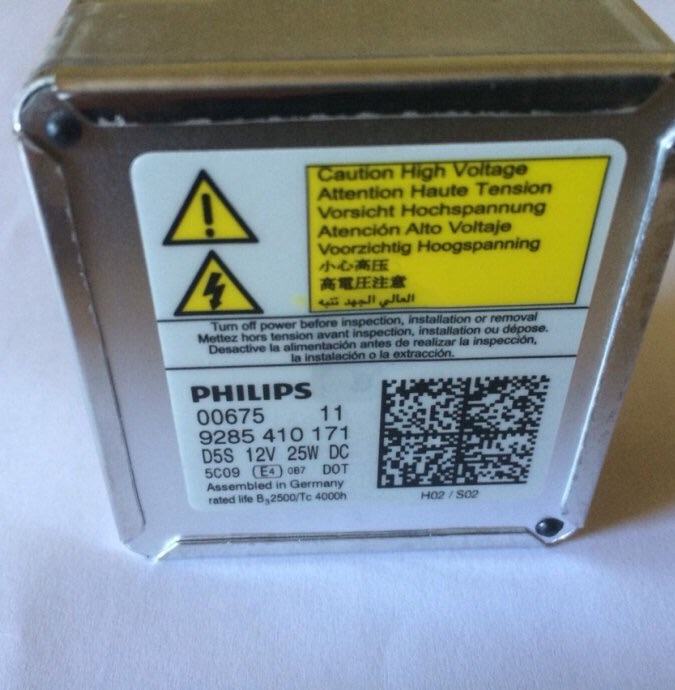 Caution High Voltage
Attention Haute Tension
Vorsicht Hochspannung
Atención Alto Voltaje
Voorzichtig Hoogspanning
小心高压
高電圧注意
العالي الجهد تنبه
Turn off power before inspection, installation or removal
Mettez hors tension avant inspection, installation ou dépose.
Desactive la alimentación antes de realizar la inspección,
la instalación o la extracción.
PHILIPS
00675 11
9285 410 171
D5S 12V 25W DC
5C09 E4 0B7 DOT
Assembled in Germany
rated life B₃2500/Tc 4000h
H02 / S02